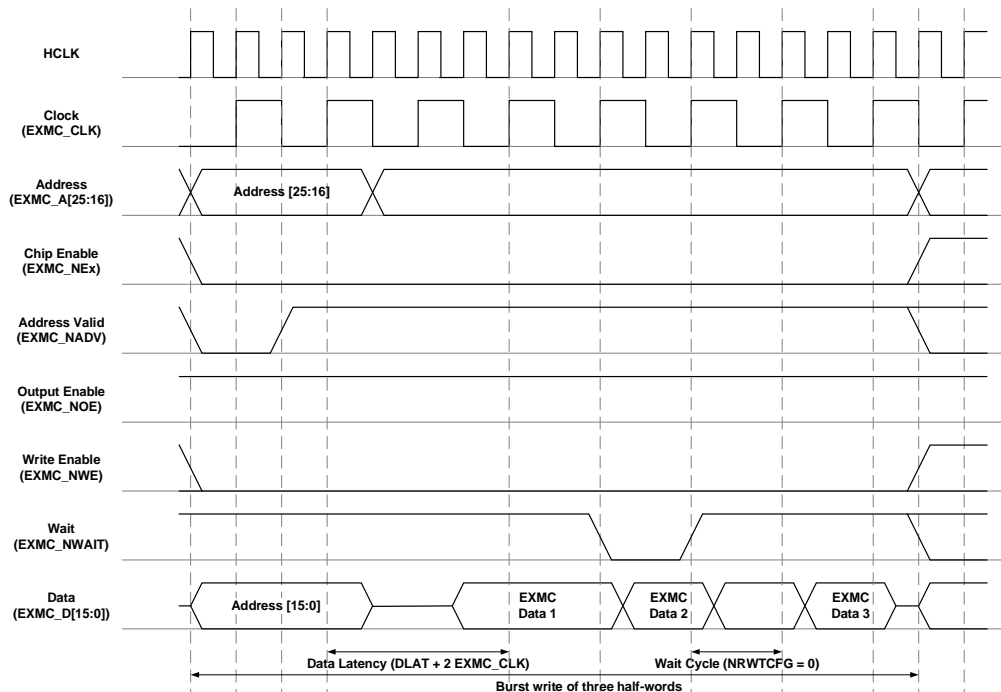 HCLK
Clock
(EXMC_CLK)
Address
(EXMC_A[25:16])
Address [25:16]
Chip Enable
(EXMC_NEx)
Address Valid
(EXMC_NADV)
Output Enable
(EXMC_NOE)
Write Enable
(EXMC_NWE)
Wait
(EXMC_NWAIT)
Data
(EXMC_D[15:0])
Address [15:0]
EXMC
Data 1
EXMC
Data 2
EXMC
Data 3
Data Latency (DLAT + 2 EXMC_CLK)
Wait Cycle (NRWTCFG = 0)
Burst write of three half-words